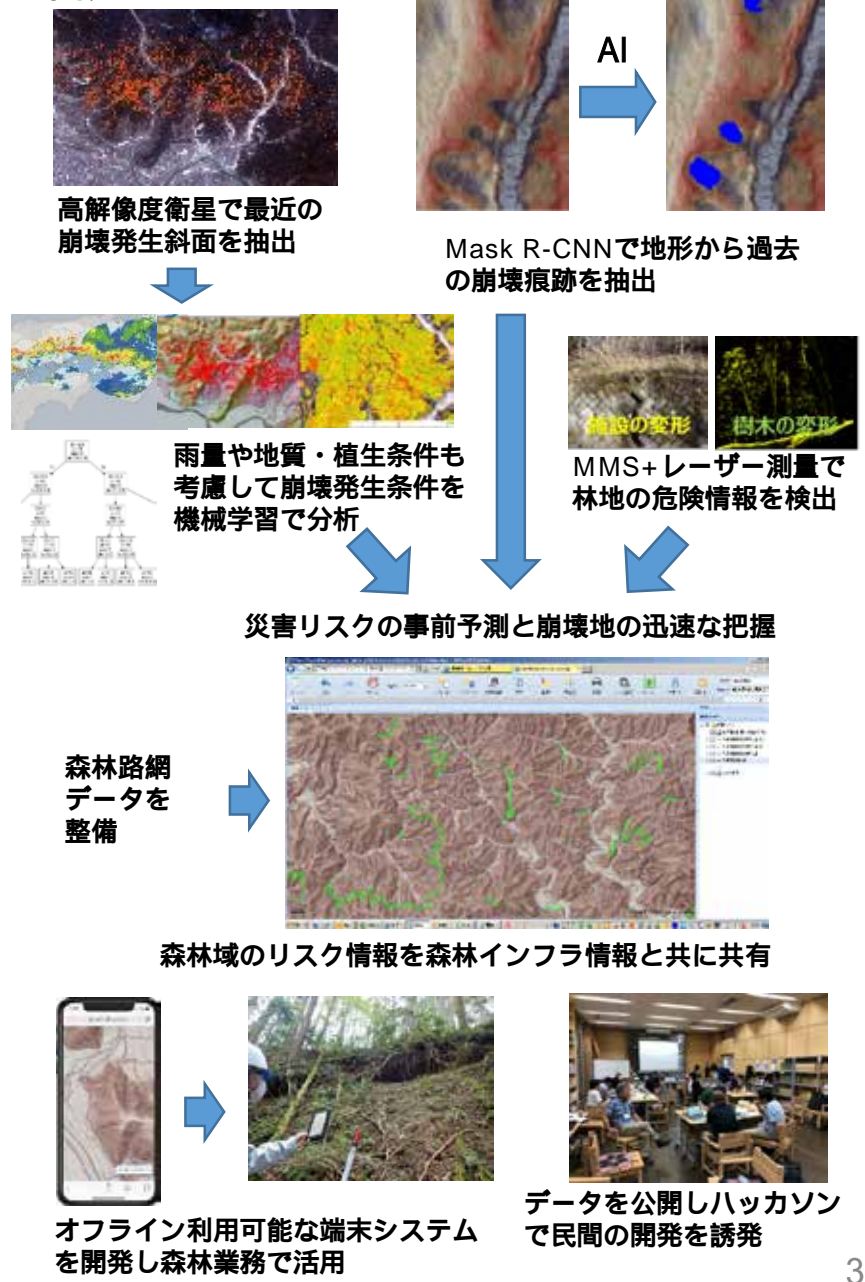 AI
高解像度衛星で最近の
崩壊発生斜面を抽出
Mask R-CNNで地形から過去
の崩壊痕跡を抽出
施設の変形
樹木の変形
雨量や地質・植生条件も
考慮して崩壊発生条件を
機械学習で分析
MMS+レーザー測量で
林地の危険情報を検出
災害リスクの事前予測と崩壊地の迅速な把握
森林路網
データを
整備
森林域のリスク情報を森林インフラ情報と共に共有
オフライン利用可能な端末システム
を開発し森林業務で活用
データを公開しハッカソン
で民間の開発を誘発
3